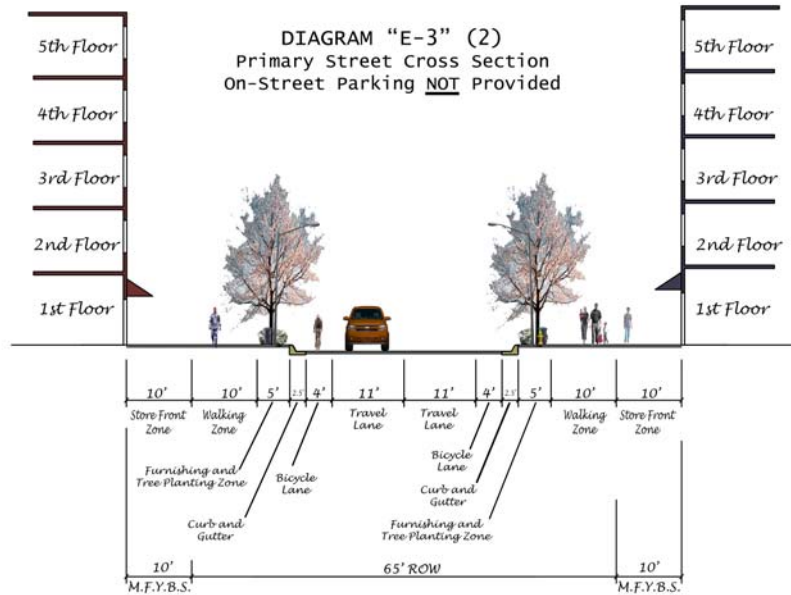 DIAGRAM “E-3” (2)
Primary Street Cross Section
On-Street Parking NOT Provided
5th Floor
4th Floor
3rd Floor
2nd Floor
1st Floor
5th Floor
4th Floor
3rd Floor
2nd Floor
1st Floor
10' 10' 5' 2.5' 4' 11' 11' 4' 2.5' 5' 10' 10'
Store Front
Zone
Walking
Zone
Furnishing and
Tree Planting Zone
Curb and
Gutter
Bicycle
Lane
Travel
Lane
Travel
Lane
Bicycle
Lane
Curb and
Gutter
Furnishing and
Tree Planting Zone
Walking
Zone
Store Front
Zone
10' 65' ROW 10'
M.F.Y.B.S. M.F.Y.B.S.